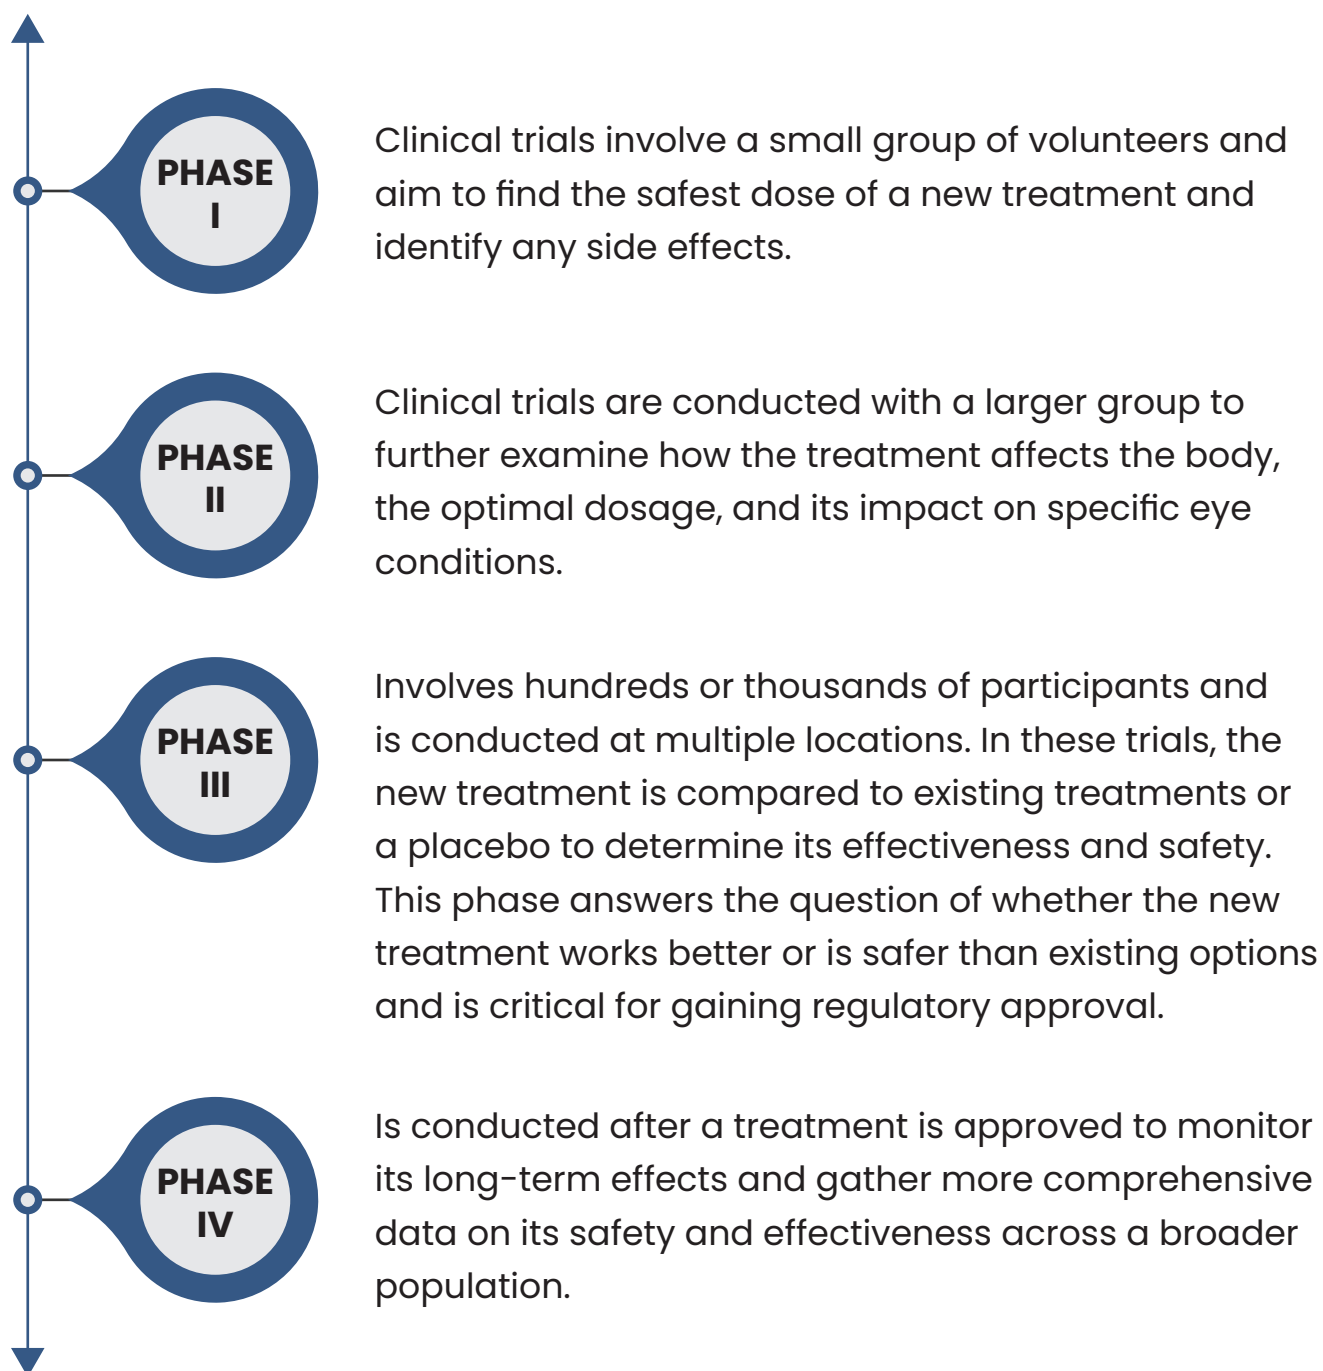 PHASE
I
Clinical trials involve a small group of volunteers and
aim to find the safest dose of a new treatment and
identify any side effects.
PHASE
II
Clinical trials are conducted with a larger group to
further examine how the treatment affects the body,
the optimal dosage, and its impact on specific eye
conditions.
PHASE
III
Involves hundreds or thousands of participants and
is conducted at multiple locations. In these trials, the
new treatment is compared to existing treatments or
a placebo to determine its effectiveness and safety.
This phase answers the question of whether the new
treatment works better or is safer than existing options
and is critical for gaining regulatory approval.
PHASE
IV
Is conducted after a treatment is approved to monitor
its long-term effects and gather more comprehensive
data on its safety and effectiveness across a broader
population.